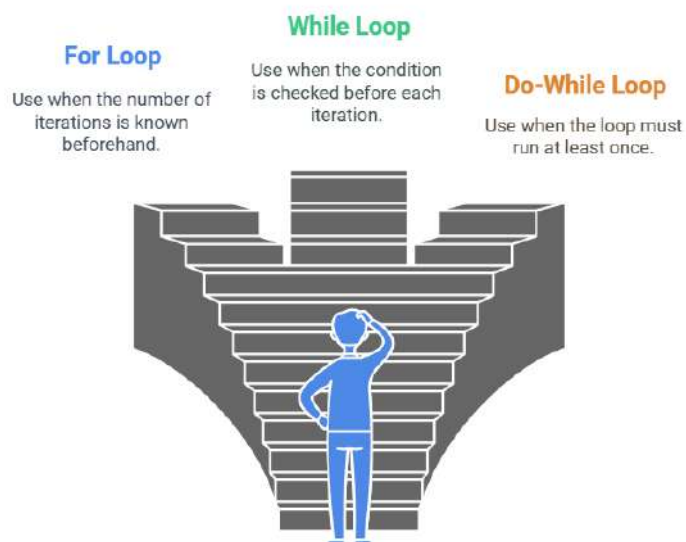 For Loop
Use when the number of
iterations is known
beforehand.
While Loop
Use when the condition
is checked before each
iteration.
Do-While Loop
Use when the loop must
run at least once.